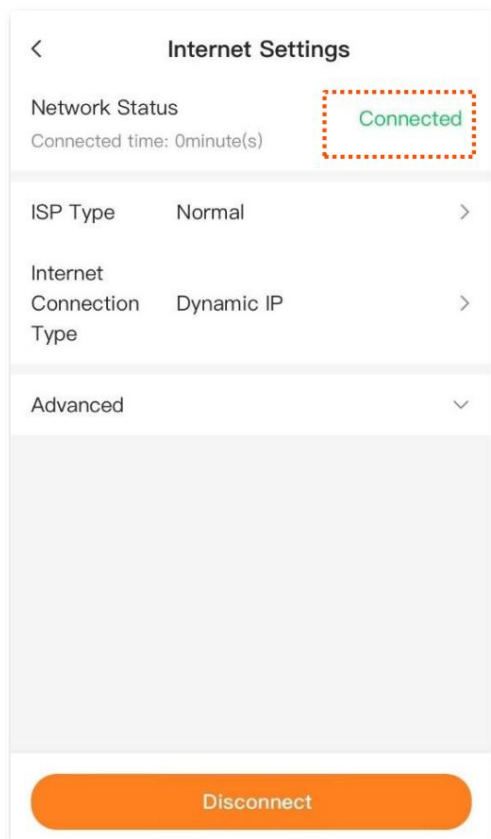 Internet Settings
Network Status
Connected
Connected time: 0minute(s)
ISP Type Normal
Internet
Connection Dynamic IP
Type
Advanced
Disconnect